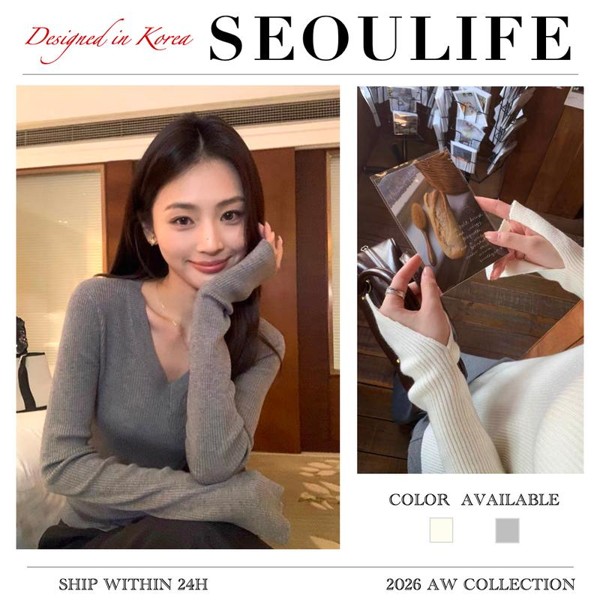 Designed in Korea SEOULIFE
COLOR AVAILABLE
SHIP WITHIN 24H 2026 AW COLLECTION